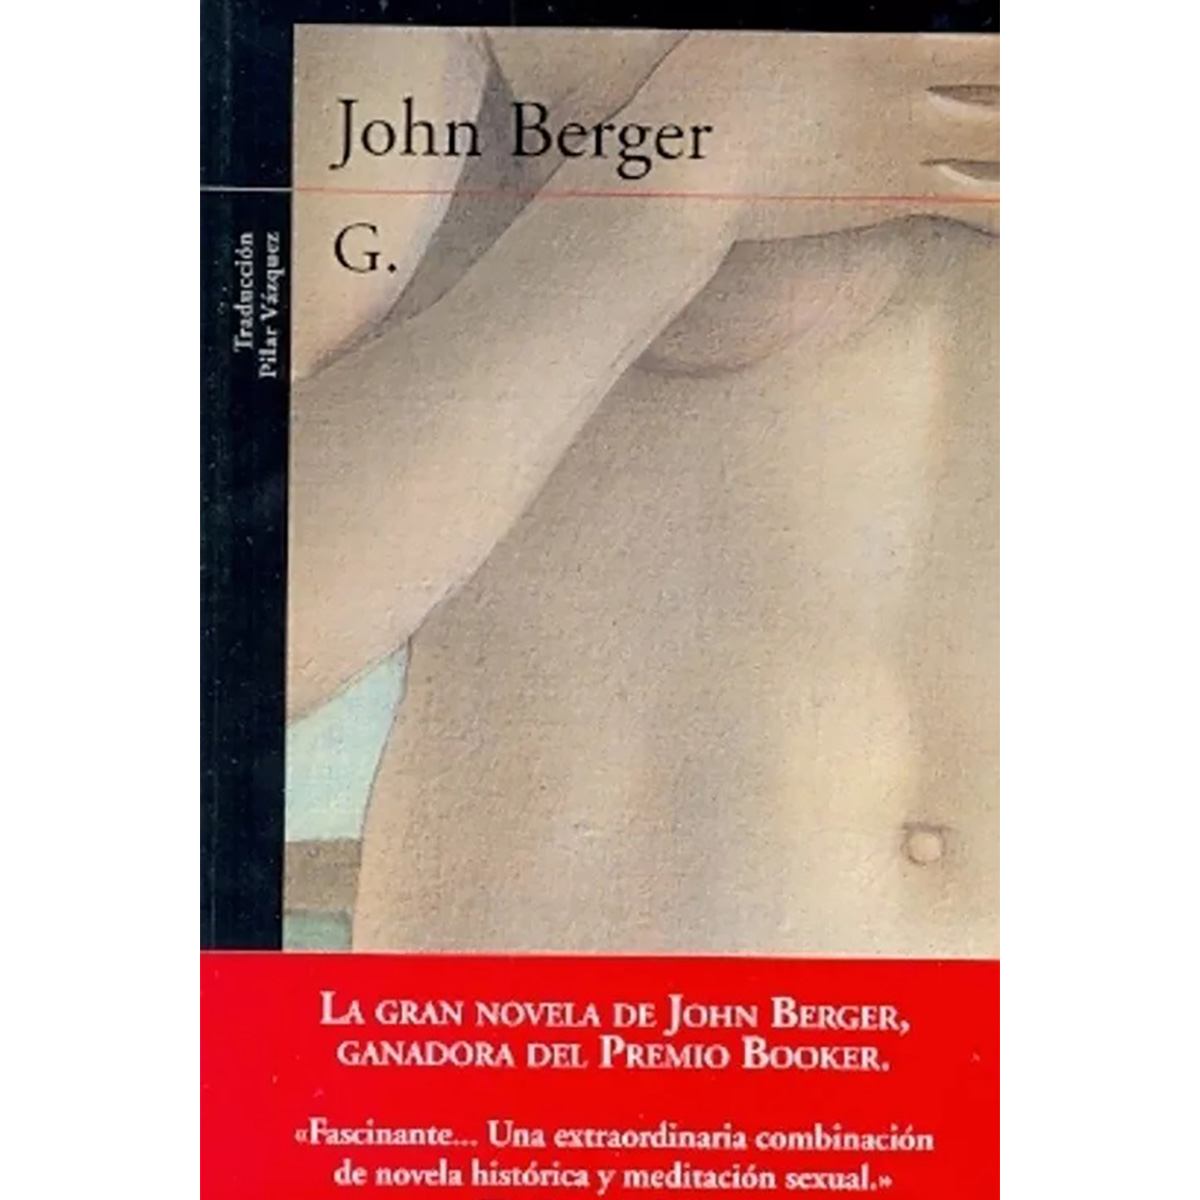 John Berger
G.
Traducción
Pilar Vázquez
LA GRAN NOVELA DE JOHN BERGER,
GANADORA DEL PREMIO BOOKER.
«Fascinante... Una extraordinaria combinación
de novela histórica y meditación sexual.»